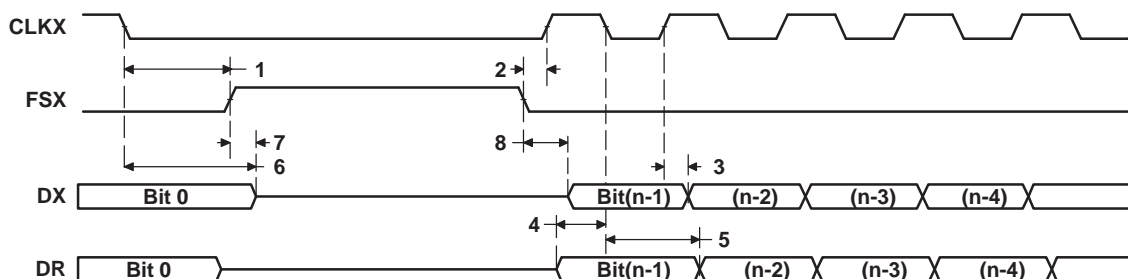 CLKX
1
2
FSX
7
8
6
3
DX
Bit 0
Bit(n-1)
(n-2)
(n-3)
(n-4)
4
5
DR
Bit 0
Bit(n-1)
(n-2)
(n-3)
(n-4)